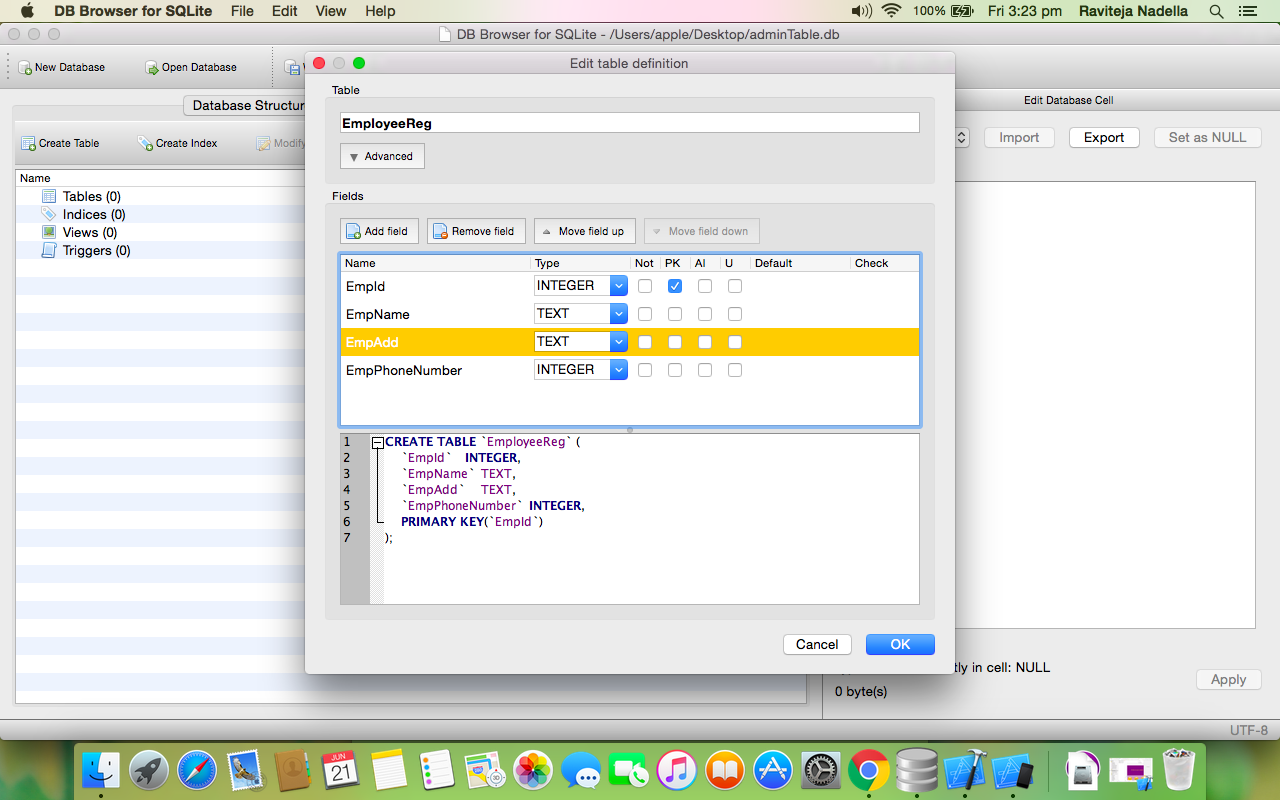 DB Browser for SQLite File Edit View Help 100% Fri 3:23 pm Raviteja Nadella
DB Browser for SQLite - /Users/apple/Desktop/adminTable.db
New Database Open Database
Edit table definition
Database Structur
Edit Database Cell
Create Table Create Index Modify
Import Export Set as NULL
Name
Tables (0)
Indices (0)
Views (0)
Triggers (0)
Table
EmployeeReg
Advanced
Fields
Add field Remove field Move field up Move field down
Name Type Not PK AI U Default Check
EmpId INTEGER
EmpName TEXT
EmpAdd TEXT
EmpPhoneNumber INTEGER
1 CREATE TABLE `EmployeeReg` (
2 `EmpId` INTEGER,
3 `EmpName` TEXT,
4 `EmpAdd` TEXT,
5 `EmpPhoneNumber` INTEGER,
6 PRIMARY KEY(`EmpId`)
7 );
Cancel OK
tly in cell: NULL
0 byte(s)
Apply
UTF-8
JUN
21